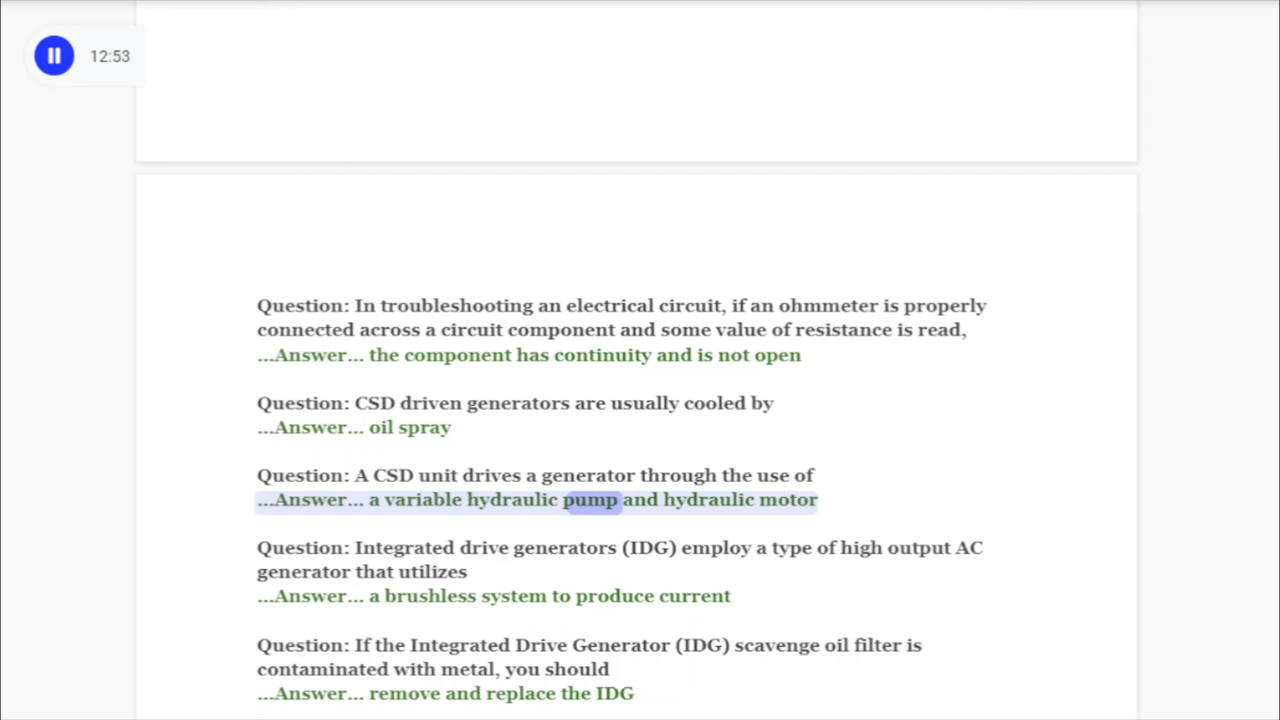 12:53
Question: In troubleshooting an electrical circuit, if an ohmmeter is properly
connected across a circuit component and some value of resistance is read,
...Answer... the component has continuity and is not open
Question: CSD driven generators are usually cooled by
...Answer... oil spray
Question: A CSD unit drives a generator through the use of
...Answer... a variable hydraulic pump and hydraulic motor
Question: Integrated drive generators (IDG) employ a type of high output AC
generator that utilizes
...Answer... a brushless system to produce current
Question: If the Integrated Drive Generator (IDG) scavenge oil filter is
contaminated with metal, you should
...Answer... remove and replace the IDG